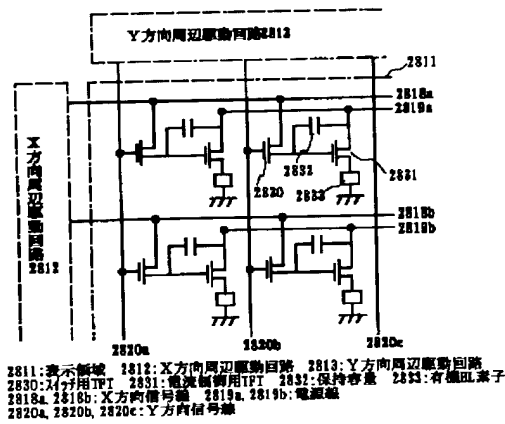 Y方向周辺駆動回路2813
2811
2818a
2819a
X方向周辺駆動回路2812
2832
2830
2831
2833
2818b
2819b
2820a
2820b
2820c
2811:表示領域 2812:X方向周辺駆動回路 2813:Y方向周辺駆動回路
2830:スイッチ用TFT 2831:電流制御用TFT 2832:保持容量 2833:有機EL素子
2818a, 2818b:X方向信号線 2819a, 2819b:電源線
2820a, 2820b, 2820c:Y方向信号線